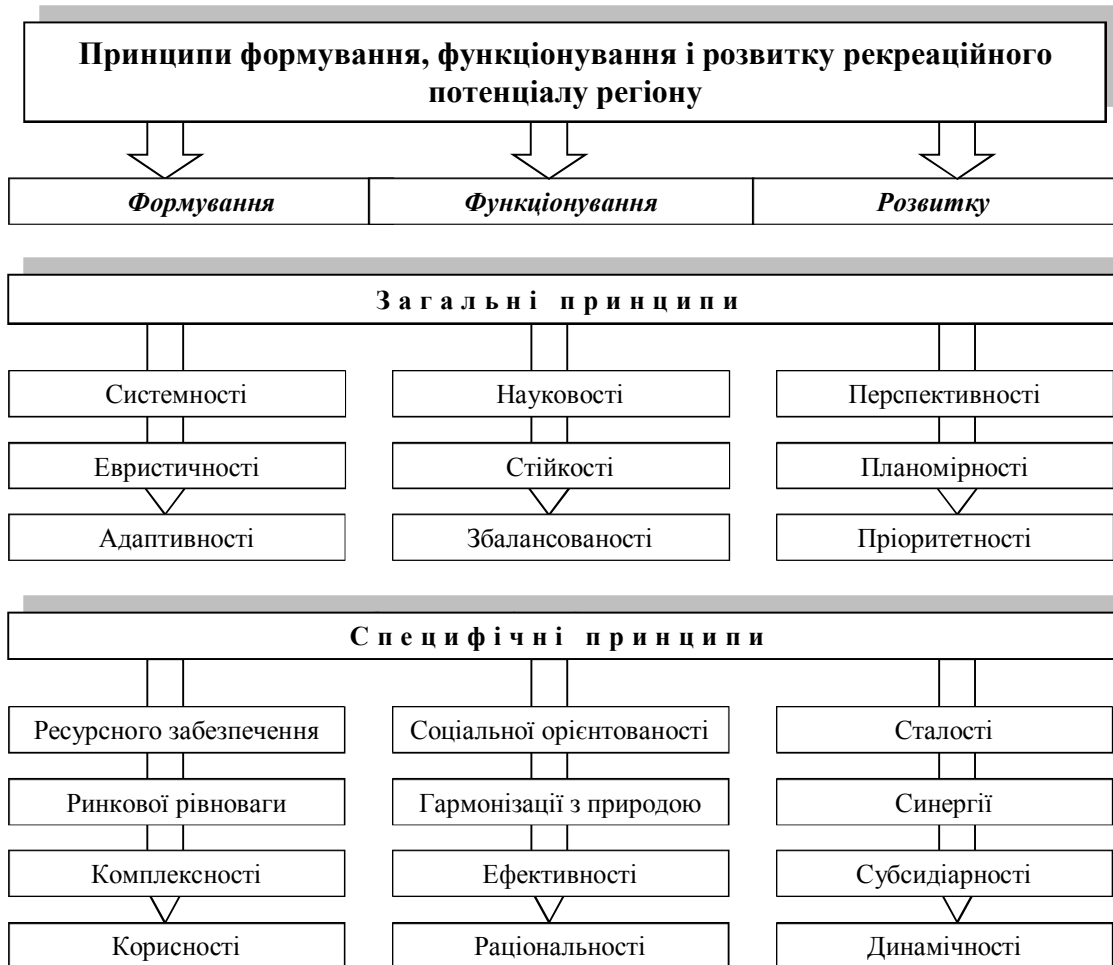 Принципи формування, функціонування і розвитку рекреаційного
потенціалу регіону
Формування Функціонування Розвитку
Загальні принципи
Системності Науковості Перспективності
Евристичності Стійкості Планомірності
Адаптивності Збалансованості Пріоритетності
Специфічні принципи
Ресурсного забезпечення Соціальної орієнтованості Сталості
Ринкової рівноваги Гармонізації з природою Синергії
Комплексності Ефективності Субсидіарності
Корисності Раціональності Динамічності